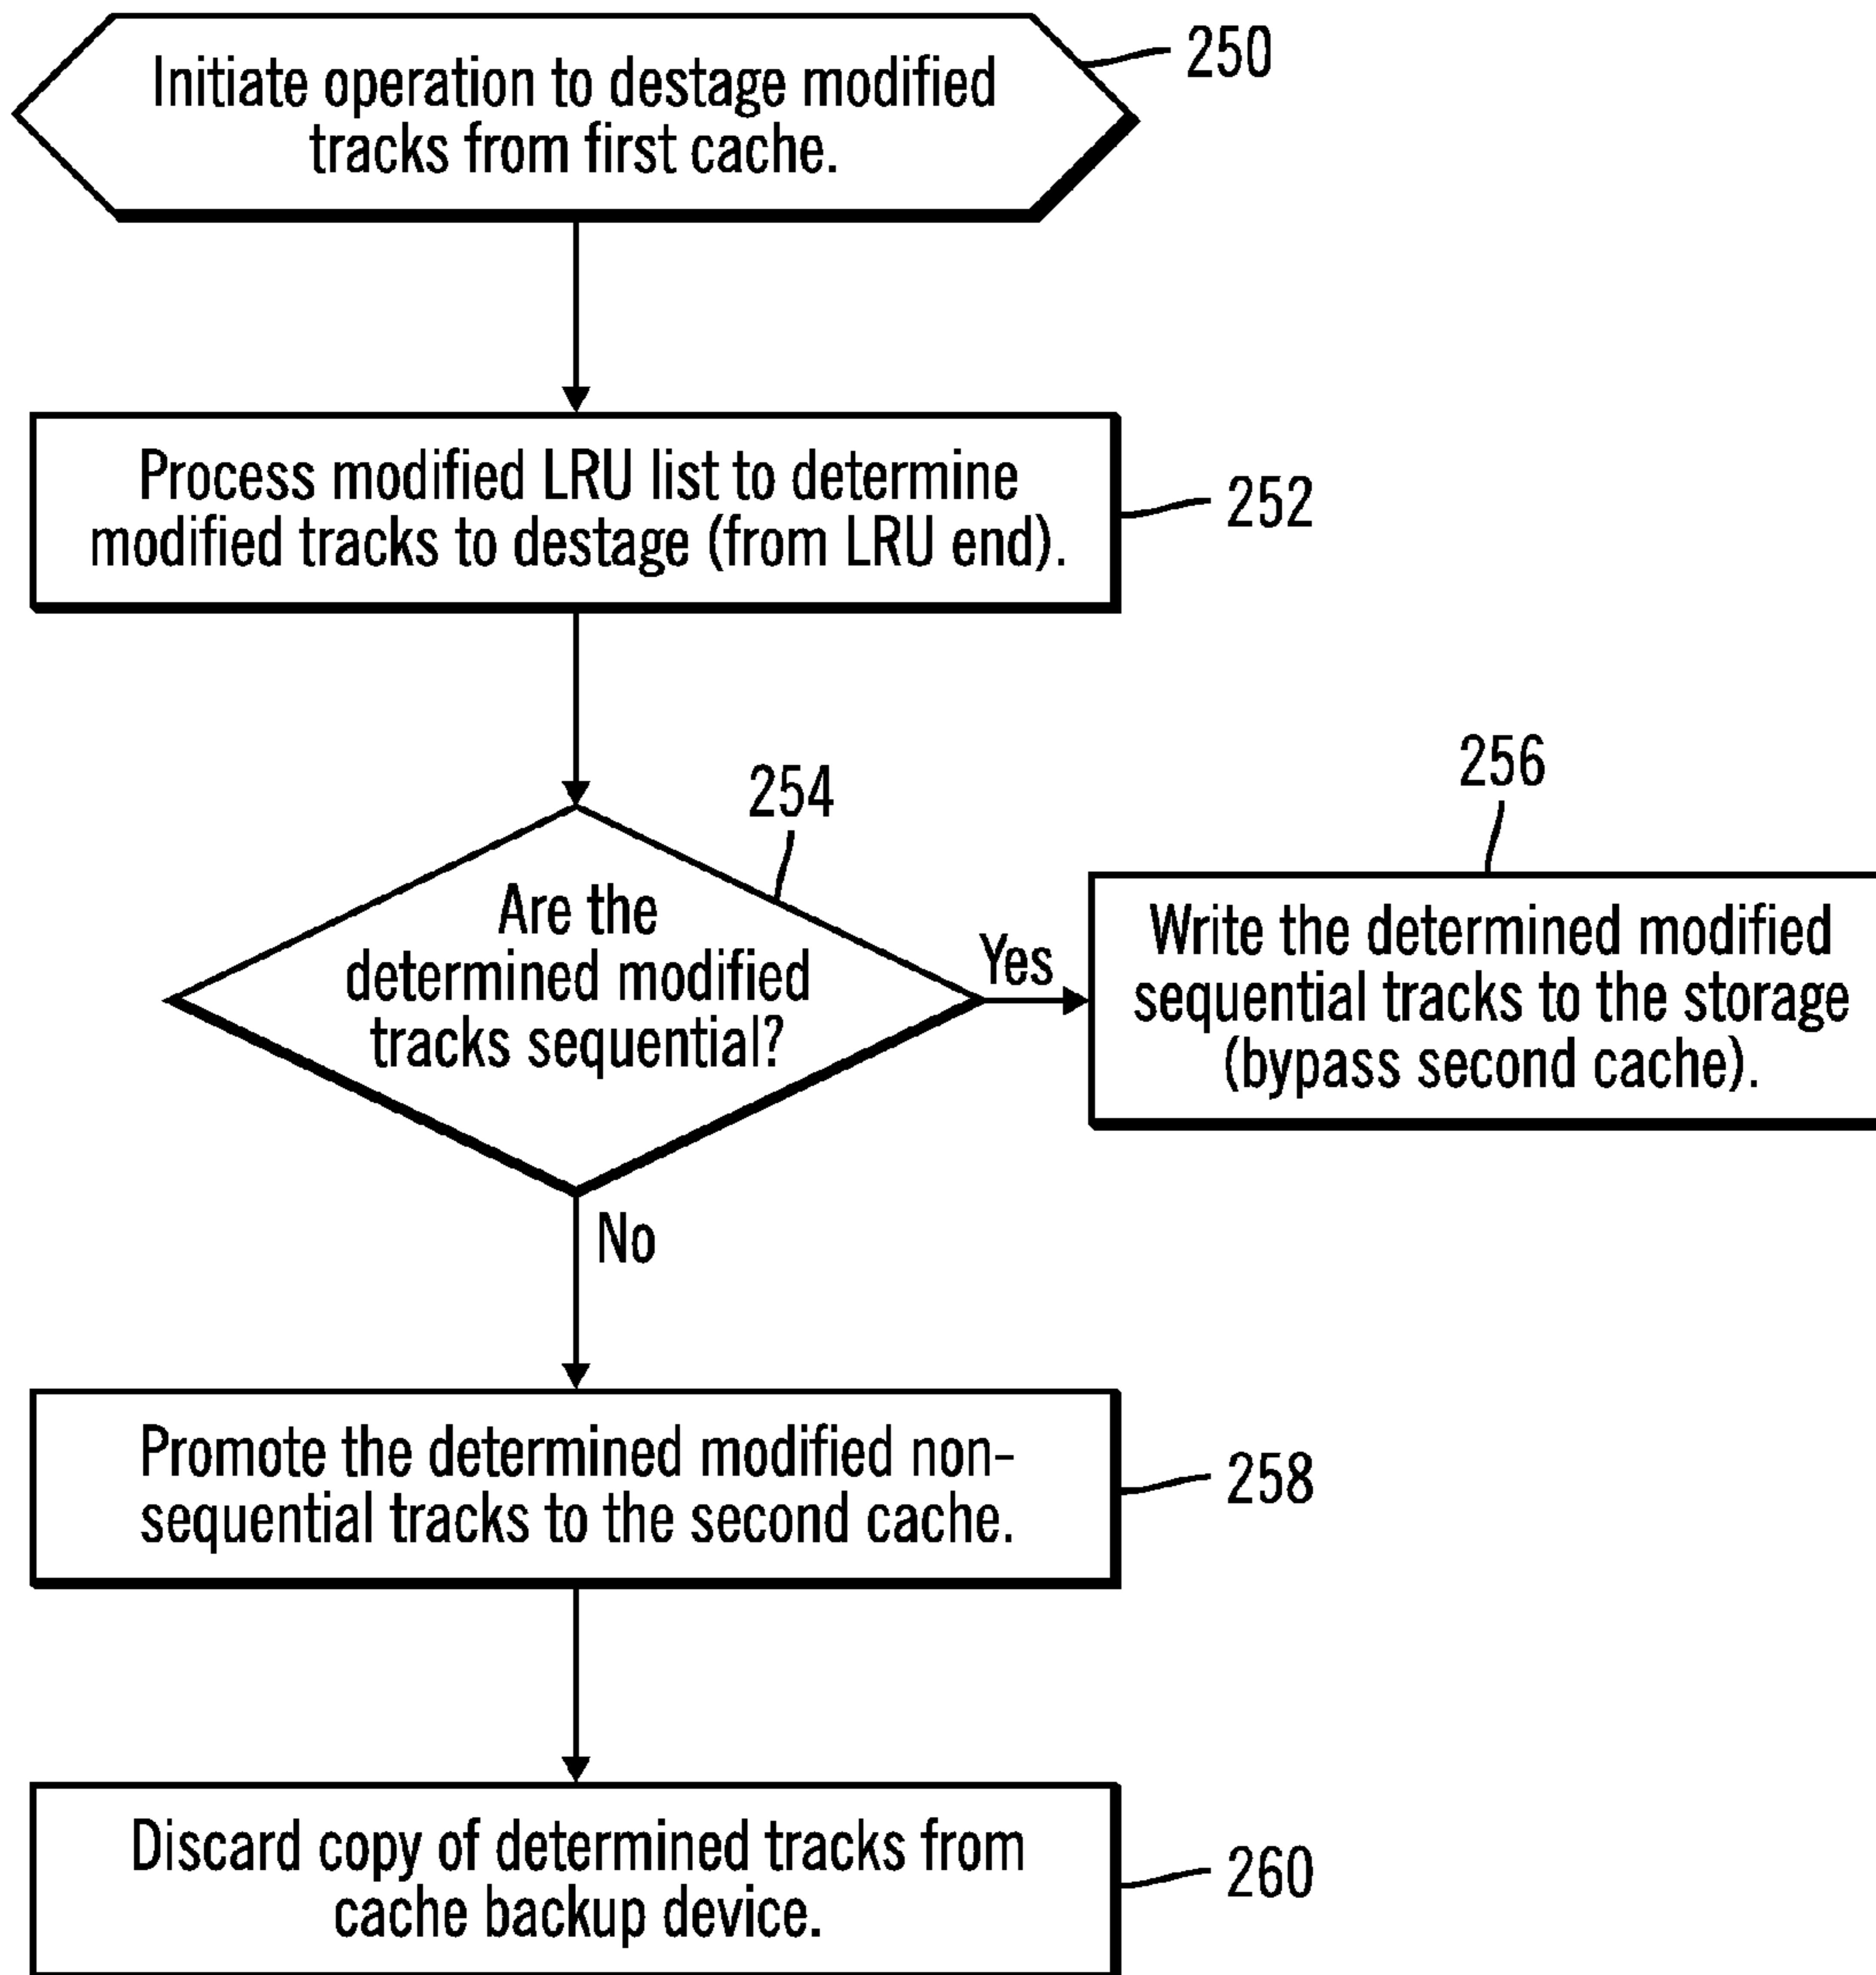 Initiate operation to destage modified
tracks from first cache.
250
Process modified LRU list to determine
modified tracks to destage (from LRU end).
252
254
Are the
determined modified
tracks sequential?
Yes
256
Write the determined modified
sequential tracks to the storage
(bypass second cache).
No
Promote the determined modified non-
sequential tracks to the second cache.
258
Discard copy of determined tracks from
cache backup device.
260